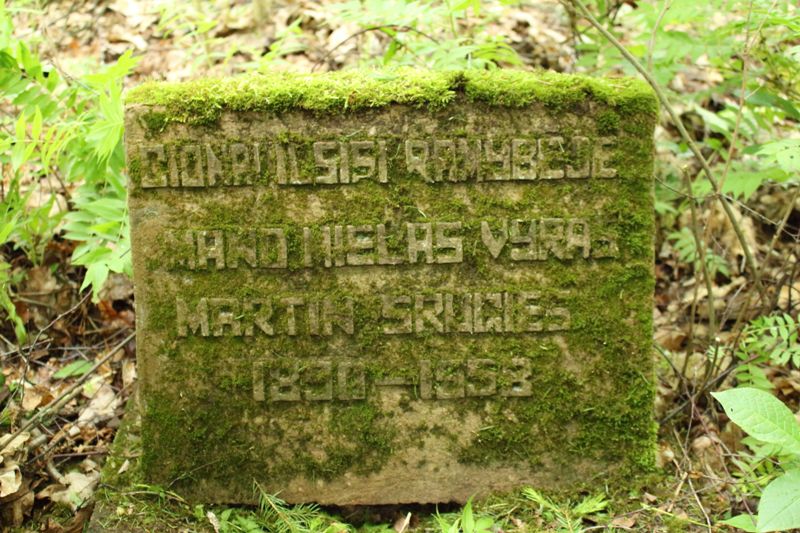 CIONAI ILSISI RAMYBEJE
MANO MIELAS VYRAS
MARTIN SRUGIES
1890–1958